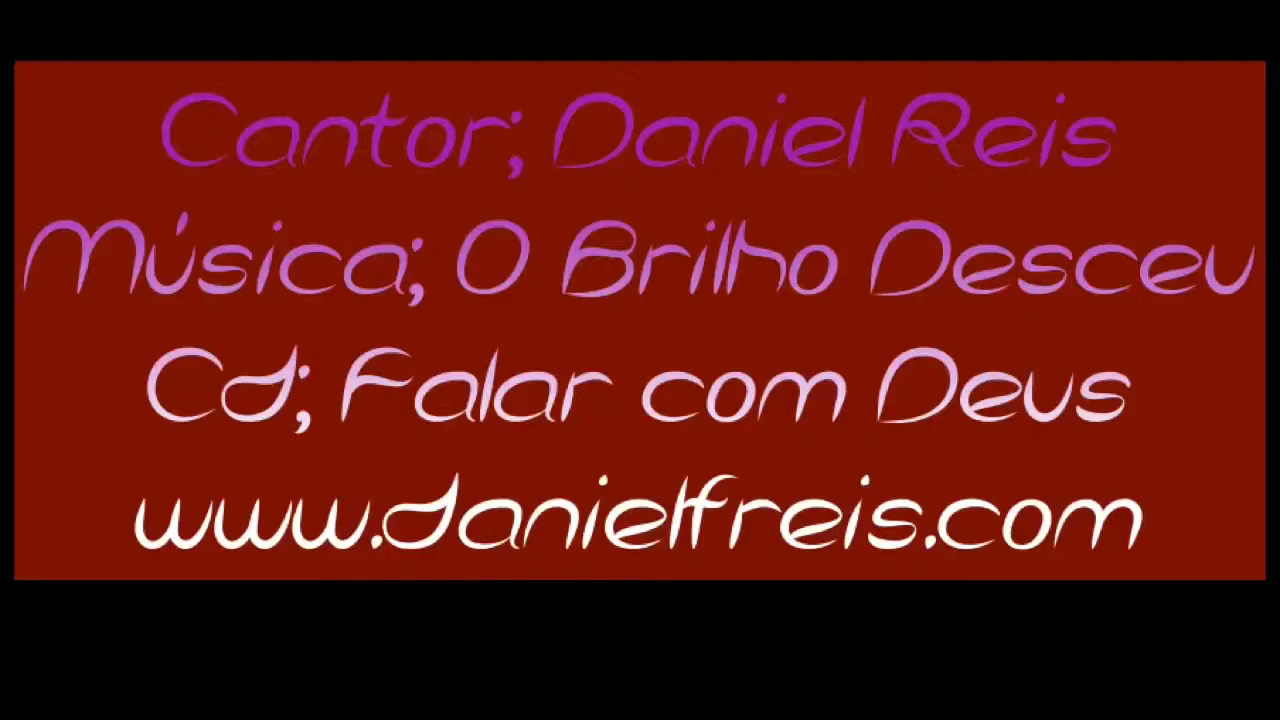 Cantor; Daniel Reis
Música; O Brilho Desceu
Cd; Falar com Deus
www.danielfreis.com